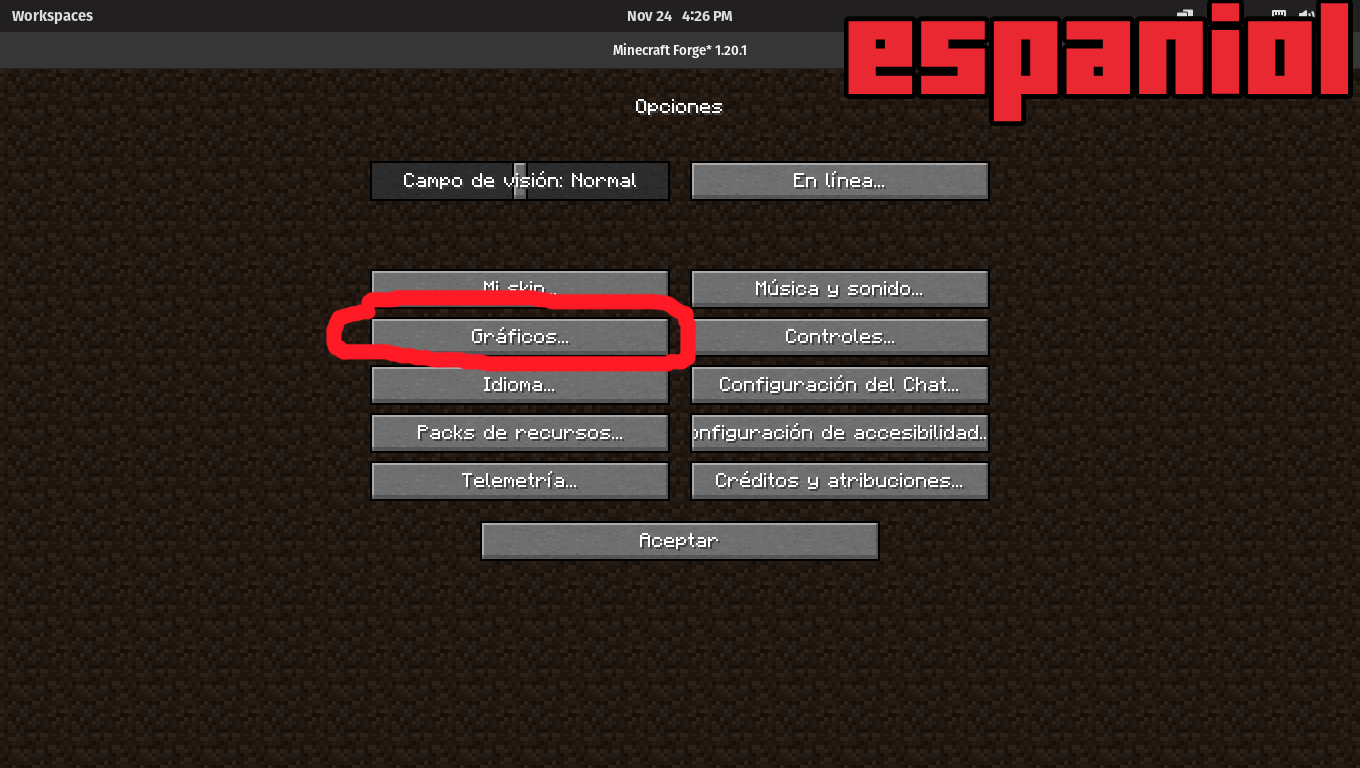 Workspaces
Nov 24 4:26 PM
Minecraft Forge* 1.20.1
espaniol
Opciones
Campo de visión: Normal
En línea...
Mi skin...
Música y sonido...
Gráficos...
Controles...
Idioma...
Configuración del Chat...
Packs de recursos...
onfiguración de accesibilidad..
Telemetría...
Créditos y atribuciones...
Aceptar